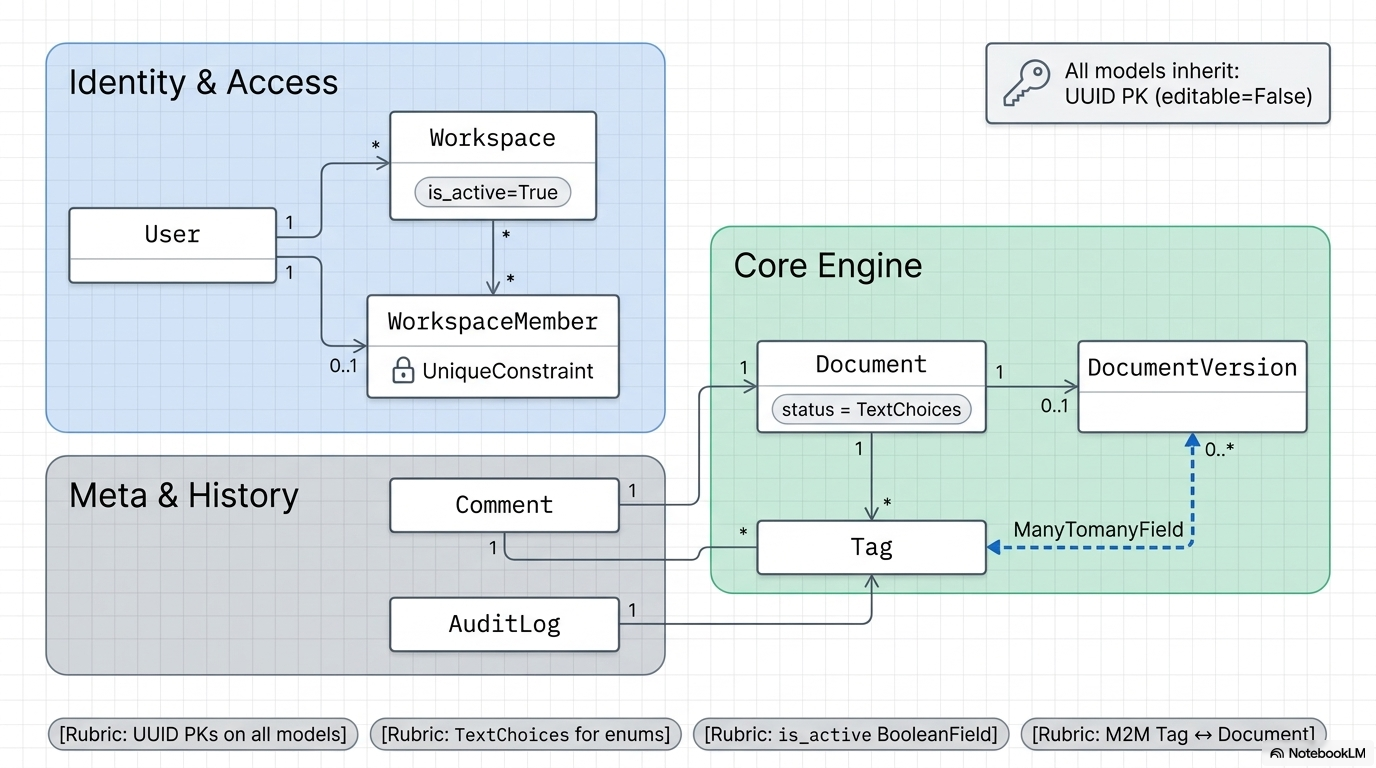 Identity & Access
All models inherit:
UUID PK (editable=False)
Workspace
*
is_active=True
User
1
1
*
*
WorkspaceMember
0..1
UniqueConstraint
Core Engine
Document
status = TextChoices
1
1
0..1
DocumentVersion
1
*
0..*
ManyTomanyField
Tag
*
Meta & History
Comment
1
1
AuditLog
1
[Rubric: UUID PKs on all models]
[Rubric: TextChoices for enums]
[Rubric: is_active BooleanField]
[Rubric: M2M Tag ↔ Document]
NotebookLM